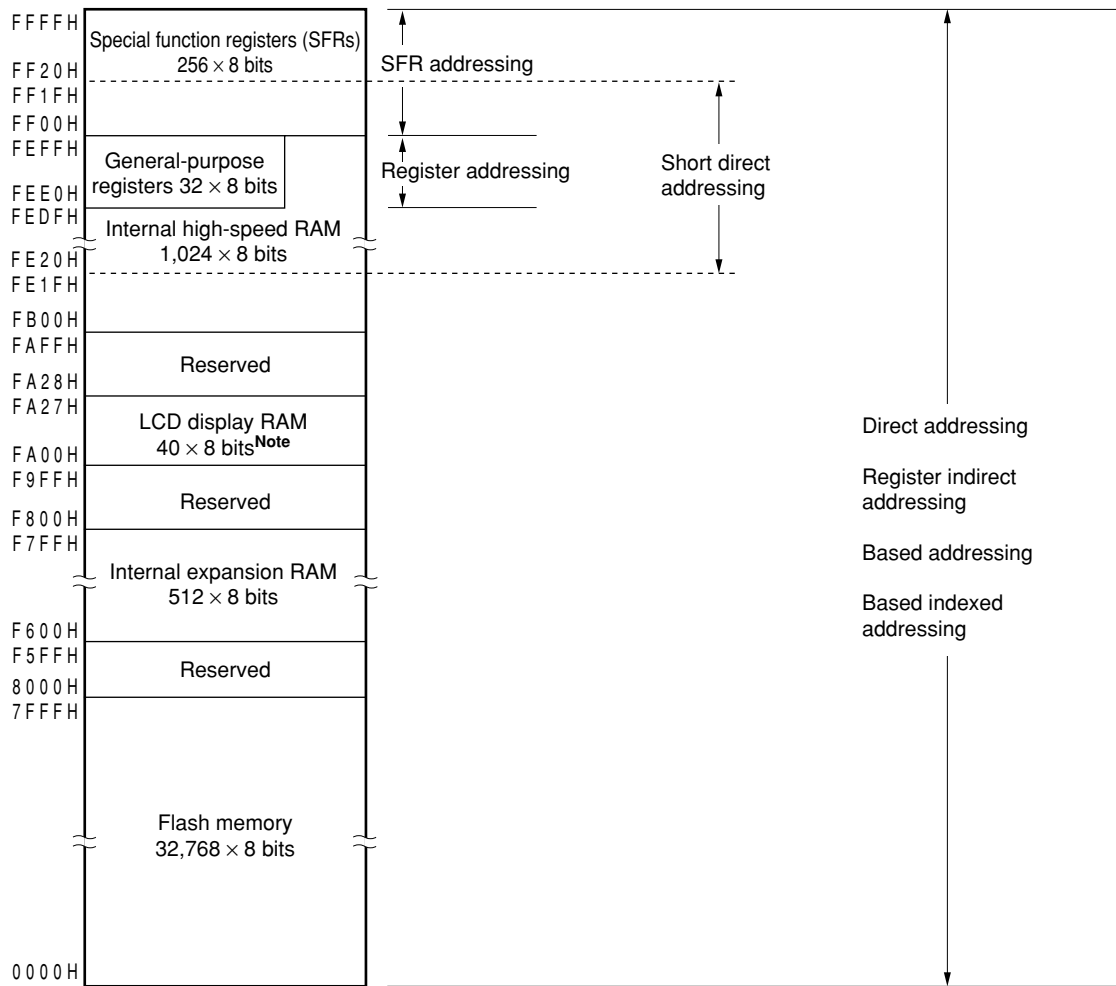 FFFFH
Special function registers (SFRs)
256 × 8 bits
SFR addressing
FF20H
FF1FH
FF00H
FEFFH
General-purpose
registers 32 × 8 bits
Register addressing
Short direct
addressing
FEE0H
FEDFH
Internal high-speed RAM
1,024 × 8 bits
FE20H
FE1FH
FB00H
FAFFH
Reserved
FA28H
FA27H
LCD display RAM
40 × 8 bitsNote
FA00H
F9FFH
Reserved
F800H
F7FFH
Internal expansion RAM
512 × 8 bits
F600H
F5FFH
Reserved
8000H
7FFFH
Flash memory
32,768 × 8 bits
0000H
Direct addressing
Register indirect
addressing
Based addressing
Based indexed
addressing